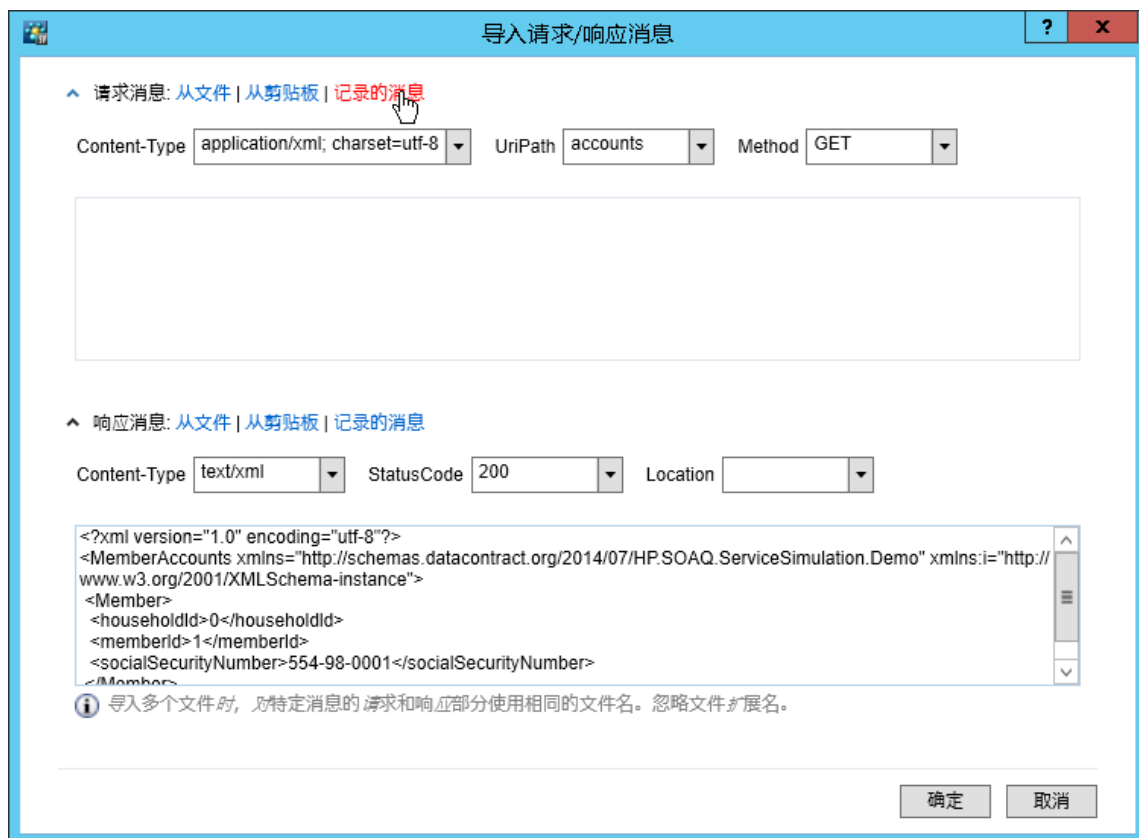 导入请求/响应消息
?
x
请求消息: 从文件 | 从剪贴板 | 记录的消息
Content-Type application/xml; charset=utf-8 UriPath accounts Method GET
响应消息: 从文件 | 从剪贴板 | 记录的消息
Content-Type text/xml StatusCode 200 Location
<?xml version="1.0" encoding="utf-8"?>
<MemberAccounts xmlns="http://schemas.datacontract.org/2014/07/HP.SOAQ.ServiceSimulation.Demo" xmlns:i="http://
www.w3.org/2001/XMLSchema-instance">
<Member>
<householdId>0</householdId>
<memberId>1</memberId>
<socialSecurityNumber>554-98-0001</socialSecurityNumber>
</Member>
导入多个文件时，对特定消息的请求和响应部分使用相同的文件名。忽略文件扩展名。
确定
取消